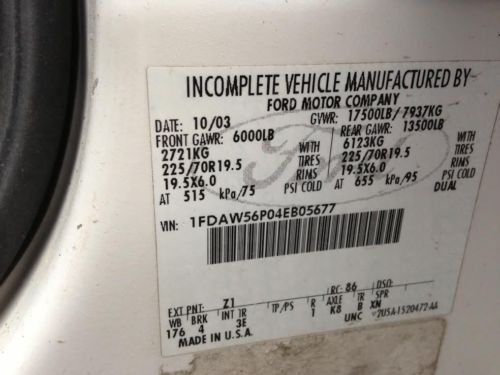 INCOMPLETE VEHICLE MANUFACTURED BY
FORD MOTOR COMPANY
DATE: 10/03 GVWR: 17500LB/7937KG
FRONT GAWR: 6000LB REAR GAWR: 13500LB
2721KG WITH 6123KG WITH
225/70R19.5 TIRES 225/70R19.5 TIRES
19.5X6.0 RIMS 19.5X6.0 RIMS
AT 515 kPa/75 PSI COLD AT 655 kPa/95 PSI COLD
DUAL
VIN: 1FDAW56P04EB05677
Ford
EXT PNT: Z1 RC: 86 DSO:
WB BRK INT TR TP/PS R AXLE TR SPR
176 4 3E 1 K8 B XN
MADE IN U.S.A. UNC 2U5A-1520472-AA